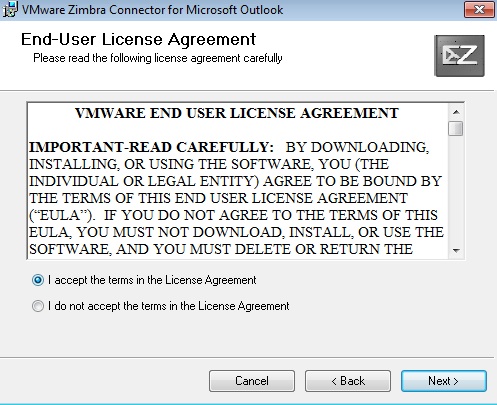 VMware Zimbra Connector for Microsoft Outlook
End-User License Agreement
Please read the following license agreement carefully
VMWARE END USER LICENSE AGREEMENT
IMPORTANT-READ CAREFULLY: BY DOWNLOADING,
INSTALLING, OR USING THE SOFTWARE, YOU (THE
INDIVIDUAL OR LEGAL ENTITY) AGREE TO BE BOUND BY
THE TERMS OF THIS END USER LICENSE AGREEMENT
(“EULA”). IF YOU DO NOT AGREE TO THE TERMS OF THIS
EULA, YOU MUST NOT DOWNLOAD, INSTALL, OR USE THE
SOFTWARE, AND YOU MUST DELETE OR RETURN THE
I accept the terms in the License Agreement
I do not accept the terms in the License Agreement
Cancel < Back Next >